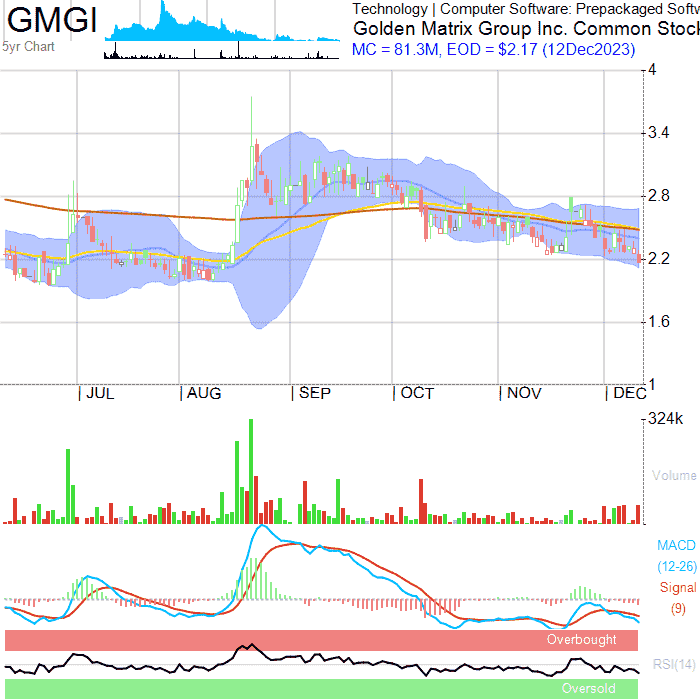 GMGI
5yr Chart
Technology | Computer Software: Prepackaged Softw
Golden Matrix Group Inc. Common Stock
MC = 81.3M, EOD = $2.17 (12Dec2023)
4
3.4
2.8
2.2
1.6
1
| JUL | AUG | SEP | OCT | NOV | DEC
324k
Volume
MACD
(12-26)
Signal
(9)
Overbought
RSI(14)
Oversold